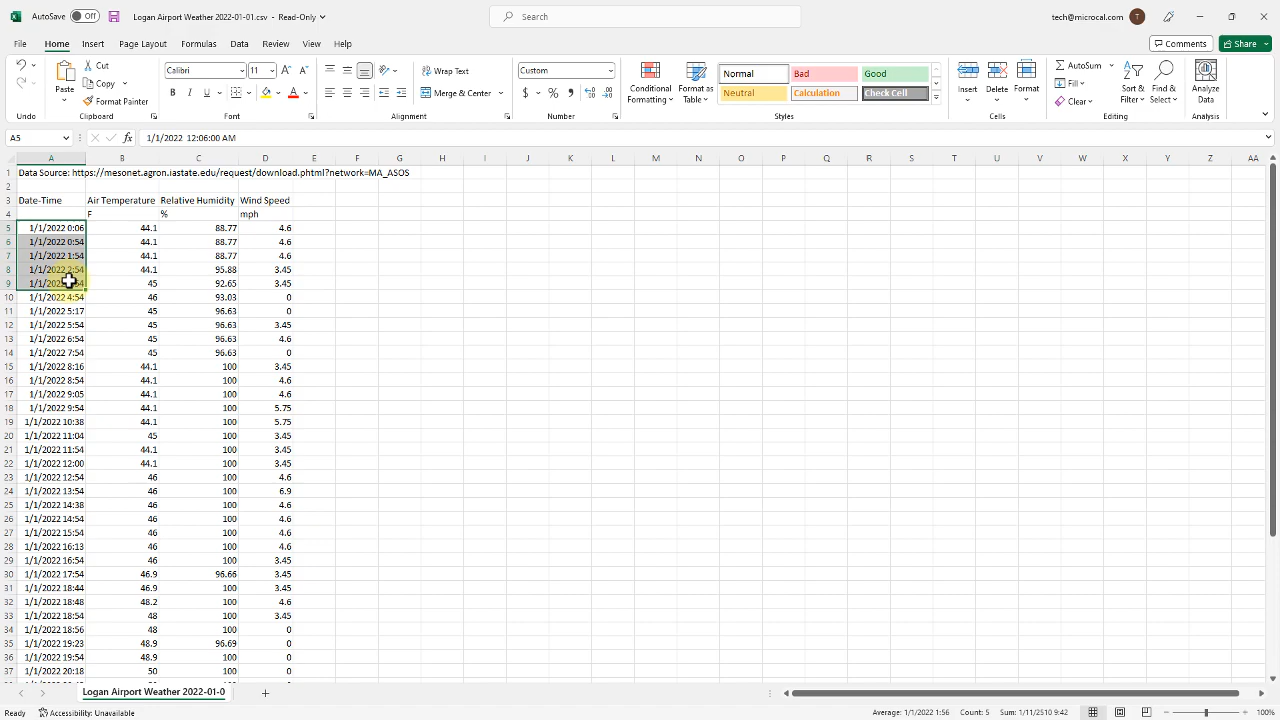 AutoSave Off Logan Airport Weather 2022-01-01.csv - Read-Only Search tech@microcal.com T
File Home Insert Page Layout Formulas Data Review View Help Comments Share
Paste Cut Copy Format Painter
Calibri 11
B I U
Wrap Text
Merge & Center
Custom
Conditional Formatting Format as Table
Normal Bad Good
Neutral Calculation Check Cell
Insert Delete Format
AutoSum
Fill
Clear
Sort & Filter Find & Select Analyze Data
Undo Clipboard Font Alignment Number Styles Cells Editing Analysis
A5 1/1/2022 12:06:00 AM
A B C D E F G H I J K L M N O P Q R S T U V W X Y Z AA
1 Data Source: https://mesonet.agron.iastate.edu/request/download.phtml?network=MA_ASOS
2
3 Date-Time Air Temperature Relative Humidity Wind Speed
4 F % mph
5 1/1/2022 0:06 44.1 88.77 4.6
6 1/1/2022 0:54 44.1 88.77 4.6
7 1/1/2022 1:54 44.1 88.77 4.6
8 1/1/2022 2:54 44.1 95.88 3.45
9 45 92.65 3.45
10 1/1/2022 4:54 46 93.03 0
11 1/1/2022 5:17 45 96.63 0
12 1/1/2022 5:54 45 96.63 3.45
13 1/1/2022 6:54 45 96.63 4.6
14 1/1/2022 7:54 45 96.63 0
15 1/1/2022 8:16 44.1 100 3.45
16 1/1/2022 8:54 44.1 100 4.6
17 1/1/2022 9:05 44.1 100 4.6
18 1/1/2022 9:54 44.1 100 5.75
19 1/1/2022 10:38 44.1 100 5.75
20 1/1/2022 11:04 45 100 3.45
21 1/1/2022 11:54 44.1 100 3.45
22 1/1/2022 12:00 44.1 100 3.45
23 1/1/2022 12:54 46 100 4.6
24 1/1/2022 13:54 46 100 6.9
25 1/1/2022 14:38 46 100 4.6
26 1/1/2022 14:54 46 100 4.6
27 1/1/2022 15:54 46 100 4.6
28 1/1/2022 16:13 46 100 4.6
29 1/1/2022 16:54 46 100 3.45
30 1/1/2022 17:54 46.9 96.66 3.45
31 1/1/2022 18:44 46.9 100 3.45
32 1/1/2022 18:48 48.2 100 4.6
33 1/1/2022 18:54 48 100 3.45
34 1/1/2022 18:56 48 100 0
35 1/1/2022 19:23 48.9 96.69 0
36 1/1/2022 19:54 48.9 100 0
37 1/1/2022 20:18 50 100 0
Logan Airport Weather 2022-01-0
Ready Accessibility: Unavailable Average: 1/1/2022 1:56 Count: 5 Sum: 1/11/2510 9:42 100%